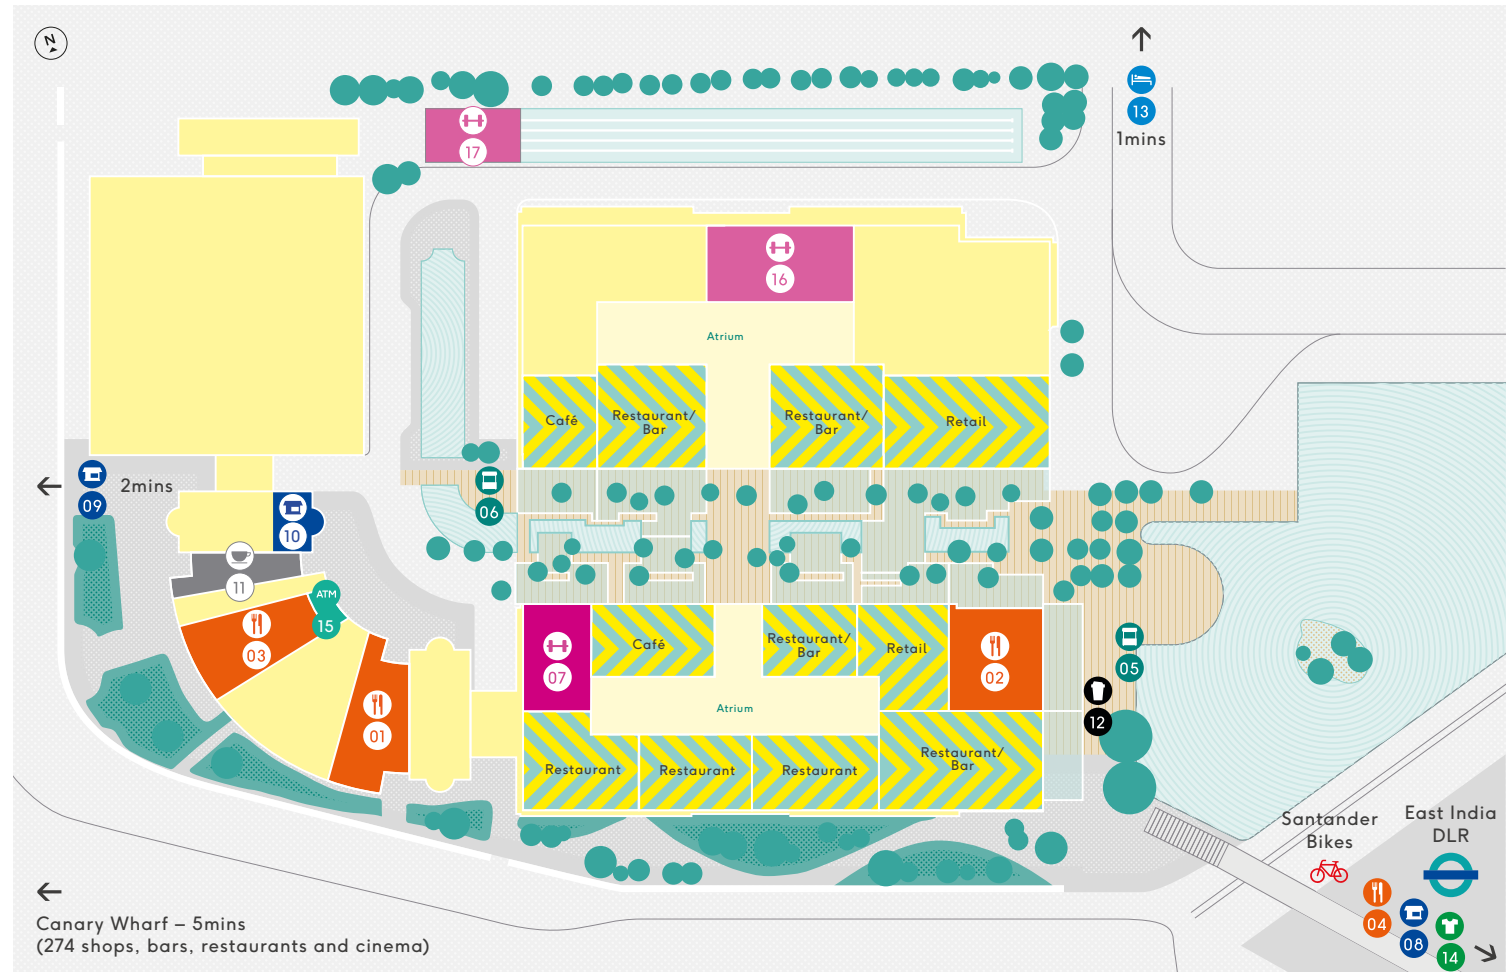 N
13
1mins
17
16
Atrium
Café
Restaurant/
Bar
Restaurant/
Bar
Retail
09
2mins
06
10
11
ATM
15
03
01
07
Café
Restaurant/
Bar
Retail
02
05
12
Atrium
Restaurant
Restaurant
Restaurant
Restaurant/
Bar
Santander
Bikes
East India
DLR
04
08
14
Canary Wharf – 5mins
(274 shops, bars, restaurants and cinema)